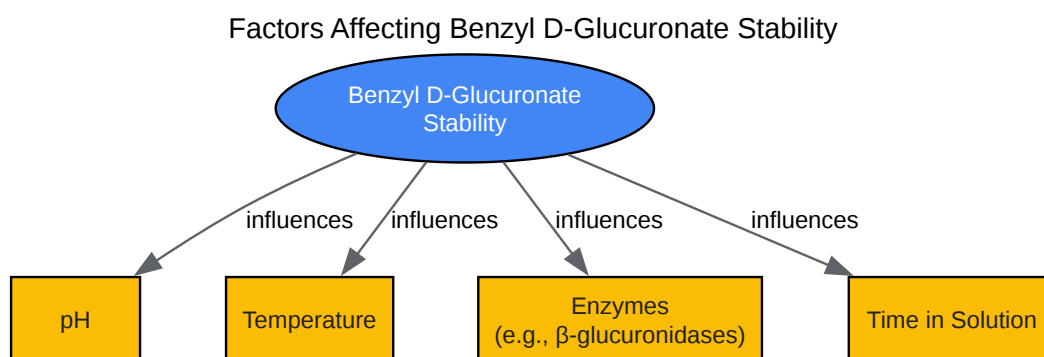 Factors Affecting Benzyl D-Glucuronate Stability
Benzyl D-Glucuronate
Stability
influences
influences
influences
influences
pH
Temperature
Enzymes
(e.g., β-glucuronidases)
Time in Solution